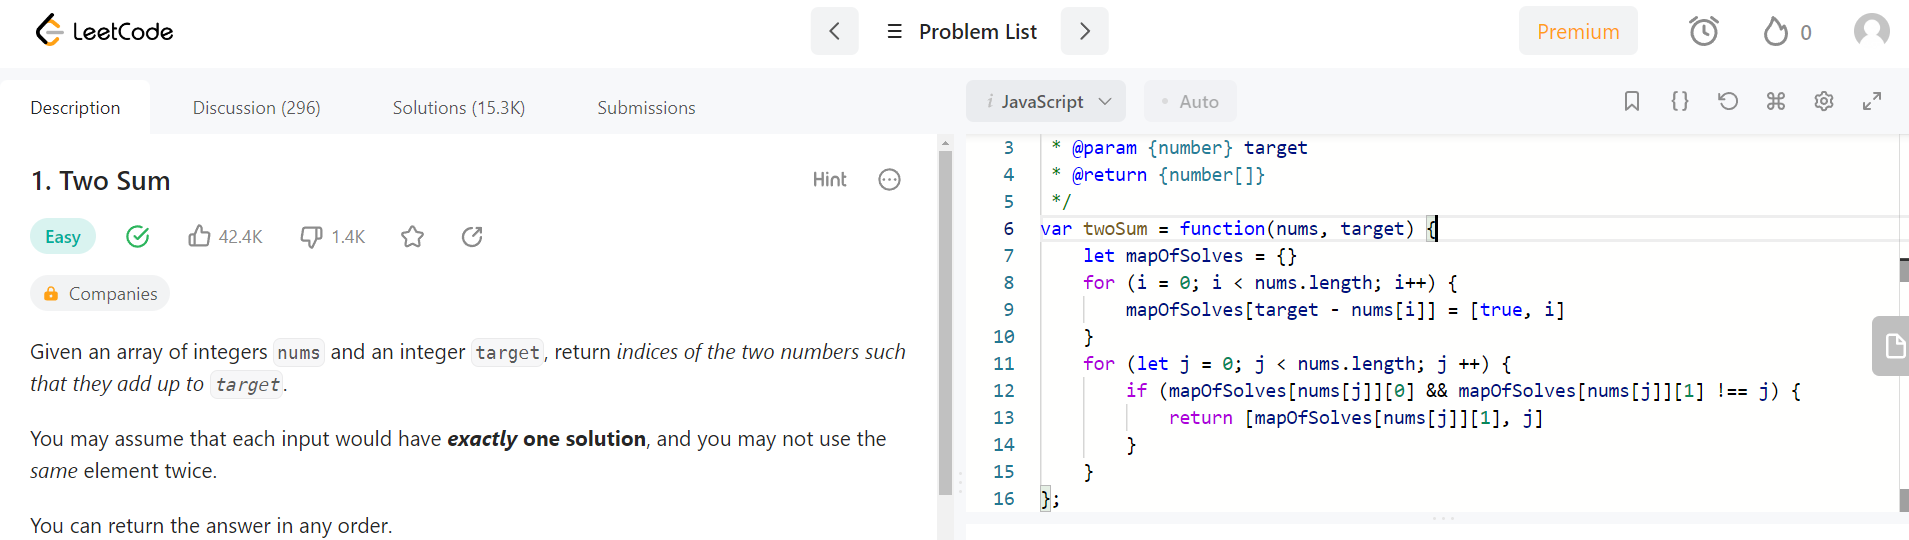 LeetCode
Problem List
Premium
0
Description
Discussion (296)
Solutions (15.3K)
Submissions
1. Two Sum
Hint
Easy
42.4K
1.4K
Companies
Given an array of integers nums and an integer target, return indices of the two numbers such
that they add up to target.
You may assume that each input would have exactly one solution, and you may not use the
same element twice.
You can return the answer in any order.
i JavaScript
• Auto
{}
3 * @param {number} target
4 * @return {number[]}
5 */
6 var twoSum = function(nums, target) {
7 let mapOfSolves = {}
8 for (i = 0; i < nums.length; i++) {
9 mapOfSolves[target - nums[i]] = [true, i]
10 }
11 for (let j = 0; j < nums.length; j ++) {
12 if (mapOfSolves[nums[j]][0] && mapOfSolves[nums[j]][1] !== j) {
13 return [mapOfSolves[nums[j]][1], j]
14 }
15 }
16 };